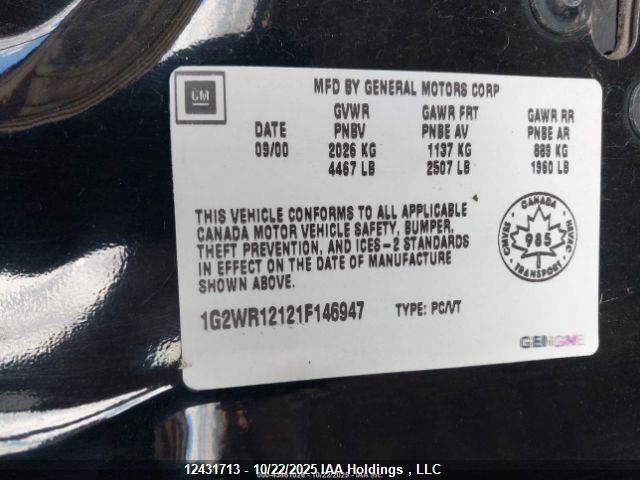 GM
MFD BY GENERAL MOTORS CORP
DATE
09/00
GVWR
PNBV
2026 KG
4467 LB
GAWR FRT
PNBE AV
1137 KG
2507 LB
GAWR RR
PNBE AR
889 KG
1960 LB
THIS VEHICLE CONFORMS TO ALL APPLICABLE
CANADA MOTOR VEHICLE SAFETY, BUMPER,
THEFT PREVENTION, AND ICES-2 STANDARDS
IN EFFECT ON THE DATE OF MANUFACTURE
SHOWN ABOVE.
CANADA
985
TRANSPORT
1G2WR12121F146947
TYPE: PC/VT
12431713 - 10/22/2025 IAA Holdings , LLC